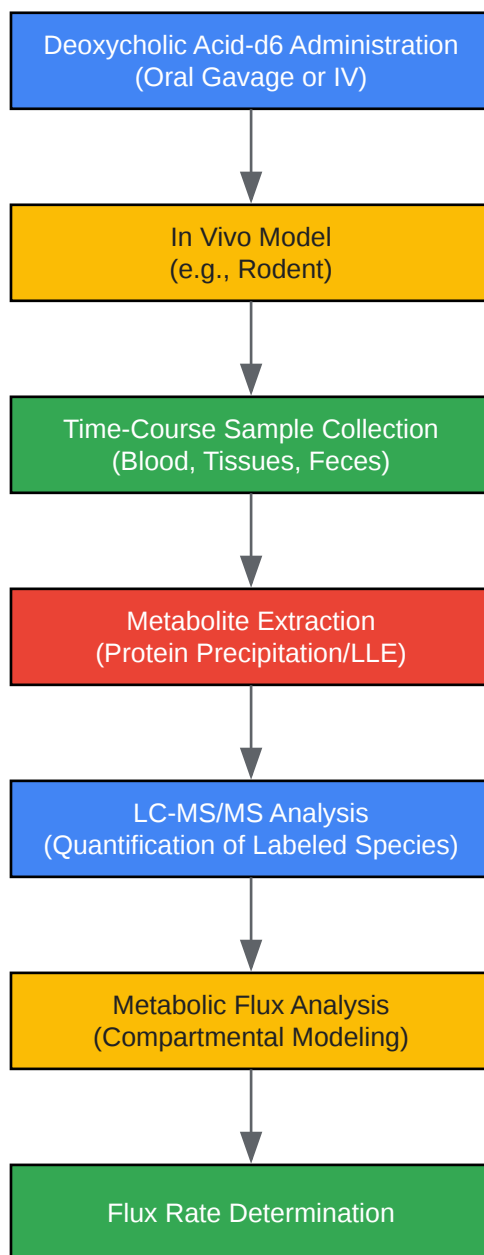 Deoxycholic Acid-d6 Administration
(Oral Gavage or IV)
In Vivo Model
(e.g., Rodent)
Time-Course Sample Collection
(Blood, Tissues, Feces)
Metabolite Extraction
(Protein Precipitation/LLE)
LC-MS/MS Analysis
(Quantification of Labeled Species)
Metabolic Flux Analysis
(Compartmental Modeling)
Flux Rate Determination